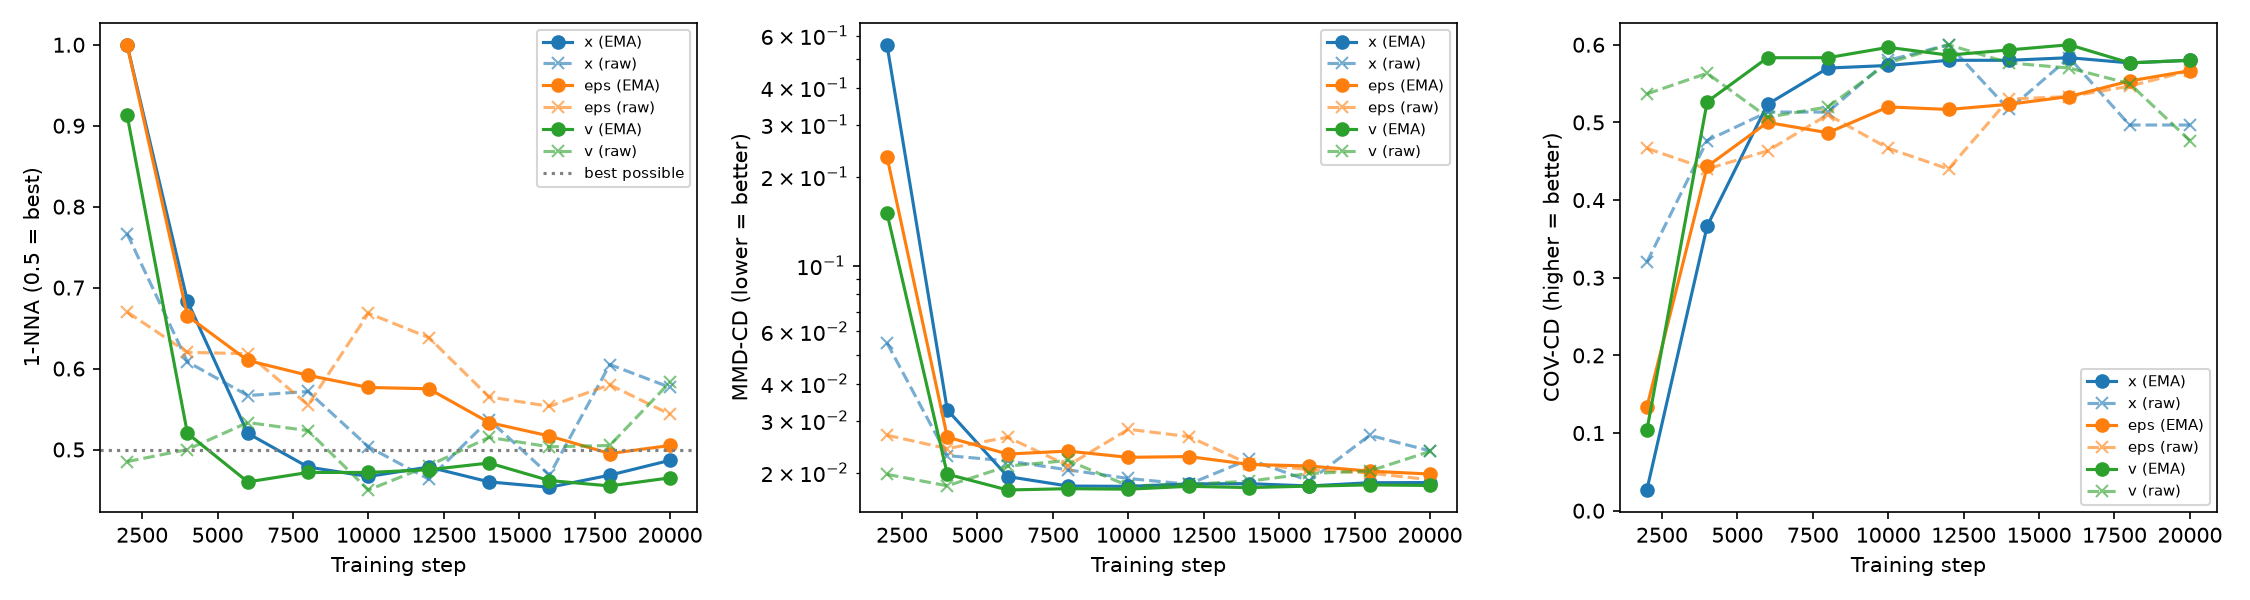 1-NNA (0.5 = best)
1.0
0.9
0.8
0.7
0.6
0.5
2500 5000 7500 10000 12500 15000 17500 20000
Training step
x (EMA)
x (raw)
eps (EMA)
eps (raw)
v (EMA)
v (raw)
best possible
MMD-CD (lower = better)
6 × 10⁻¹
4 × 10⁻¹
3 × 10⁻¹
2 × 10⁻¹
10⁻¹
6 × 10⁻²
4 × 10⁻²
3 × 10⁻²
2 × 10⁻²
2500 5000 7500 10000 12500 15000 17500 20000
Training step
x (EMA)
x (raw)
eps (EMA)
eps (raw)
v (EMA)
v (raw)
COV-CD (higher = better)
0.6
0.5
0.4
0.3
0.2
0.1
0.0
2500 5000 7500 10000 12500 15000 17500 20000
Training step
x (EMA)
x (raw)
eps (EMA)
eps (raw)
v (EMA)
v (raw)